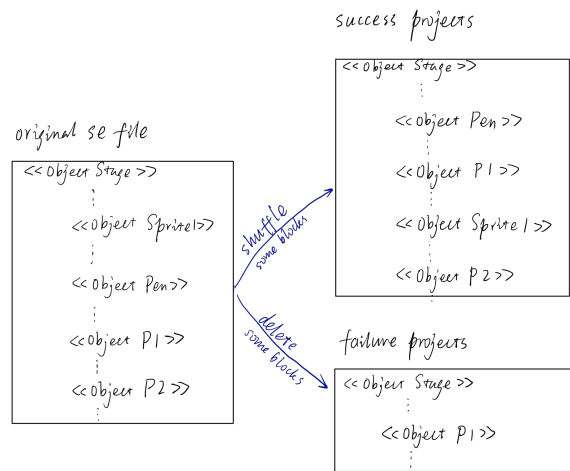 original se file
<<Object Stage>>
<<Object Sprite1>>
<<Object Pen>>
<<Object P1>>
<<Object P2>>
shuffle
some blocks
delete
some blocks
success projects
<<Object Stage>>
<<Object Pen>>
<<Object P1>>
<<Object Sprite1>>
<<Object P2>>
failure projects
<<Object Stage>>
<<Object P1>>